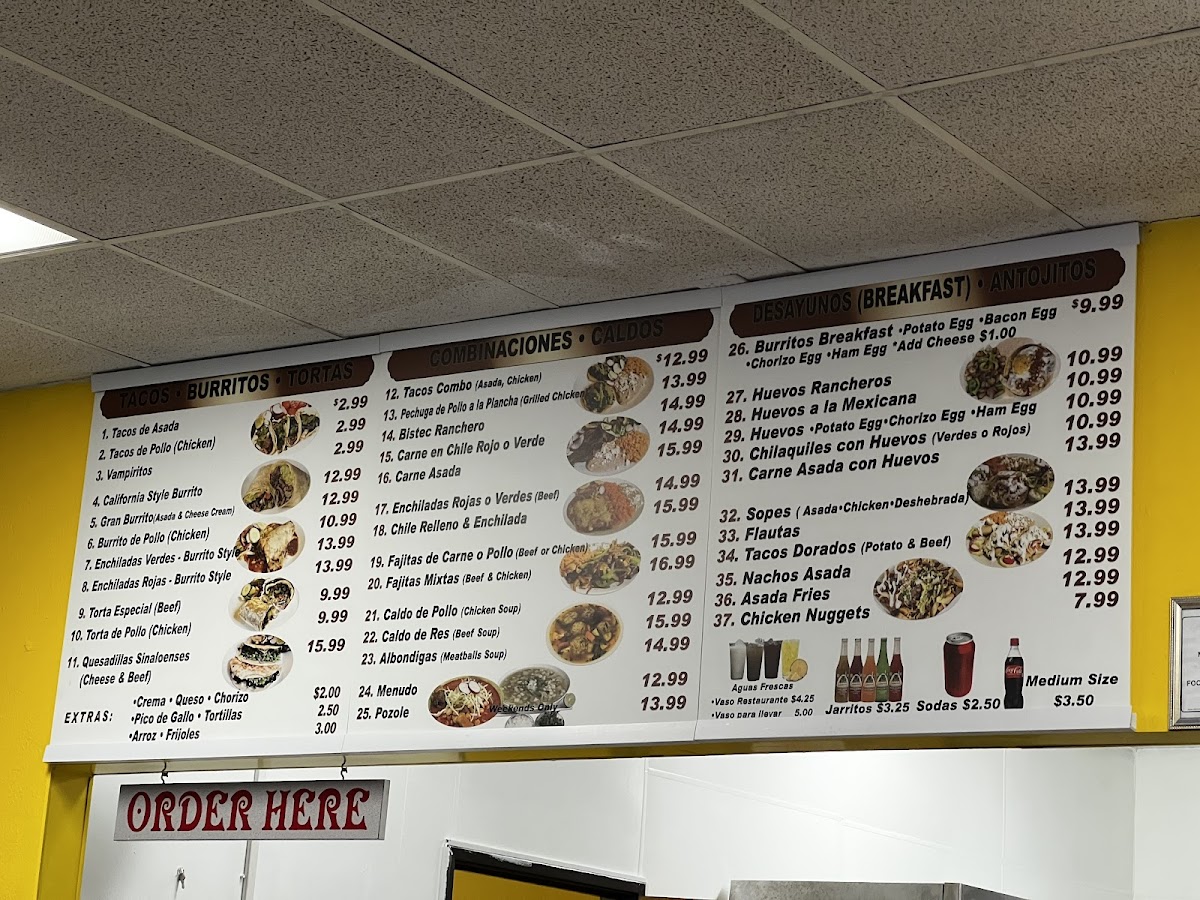 TACOS • BURRITOS • TORTAS
1. Tacos de Asada $2.99
2. Tacos de Pollo (Chicken) 2.99
3. Vampiritos 2.99
4. California Style Burrito 12.99
5. Gran Burrito (Asada & Cheese Cream) 12.99
6. Burrito de Pollo (Chicken) 10.99
7. Enchiladas Verdes - Burrito Style 13.99
8. Enchiladas Rojas - Burrito Style 13.99
9. Torta Especial (Beef) 9.99
10. Torta de Pollo (Chicken) 9.99
11. Quesadillas Sinaloenses 15.99
(Cheese & Beef)
EXTRAS:
•Crema • Queso • Chorizo $2.00
•Pico de Gallo • Tortillas 2.50
•Arroz • Frijoles 3.00
COMBINACIONES • CALDOS
12. Tacos Combo (Asada, Chicken) $12.99
13. Pechuga de Pollo a la Plancha (Grilled Chicken 13.99
14. Bistec Ranchero 14.99
15. Carne en Chile Rojo o Verde 14.99
16. Carne Asada 15.99
17. Enchiladas Rojas o Verdes (Beef) 14.99
18. Chile Relleno & Enchilada 15.99
19. Fajitas de Carne o Pollo (Beef or Chicken) 15.99
20. Fajitas Mixtas (Beef & Chicken) 16.99
21. Caldo de Pollo (Chicken Soup) 12.99
22. Caldo de Res (Beef Soup) 15.99
23. Albondigas (Meatballs Soup) 14.99
24. Menudo 12.99
25. Pozole 13.99
Weekends Only
DESAYUNOS (BREAKFAST) • ANTOJITOS
26. Burritos Breakfast •Potato Egg •Bacon Egg $9.99
•Chorizo Egg •Ham Egg *Add Cheese $1.00
27. Huevos Rancheros 10.99
28. Huevos a la Mexicana 10.99
29. Huevos •Potato Egg•Chorizo Egg •Ham Egg 10.99
30. Chilaquiles con Huevos (Verdes o Rojos) 10.99
31. Carne Asada con Huevos 13.99
32. Sopes ( Asada•Chicken•Deshebrada) 13.99
33. Flautas 13.99
34. Tacos Dorados (Potato & Beef) 13.99
35. Nachos Asada 12.99
36. Asada Fries 12.99
37. Chicken Nuggets 7.99
Aguas Frescas
•Vaso Restaurante $4.25
•Vaso para llevar 5.00
Jarritos $3.25
Sodas $2.50
Medium Size
$3.50
ORDER HERE